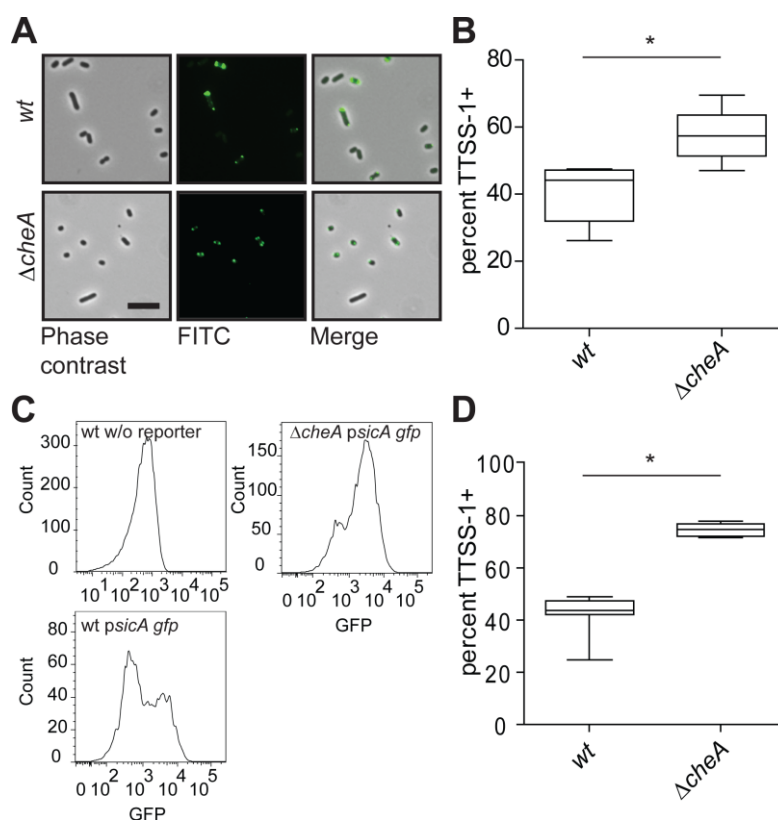 A
wt
ΔcheA
Phase contrast
FITC
Merge
B
*
80
60
40
20
0
percent TTSS-1+
wt
ΔcheA
C
wt w/o reporter
300
200
100
0
Count
10¹ 10² 10³ 10⁴ 10⁵
ΔcheA psicA gfp
150
100
50
0
Count
0 10² 10³ 10⁴ 10⁵
GFP
wt psicA gfp
80
60
40
20
0
Count
0 10² 10³ 10⁴ 10⁵
GFP
D
*
100
80
60
40
20
0
percent TTSS-1+
wt
ΔcheA